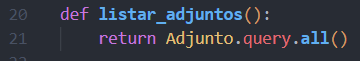 20 def listar_adjuntos():
21     return Adjunto.query.all()